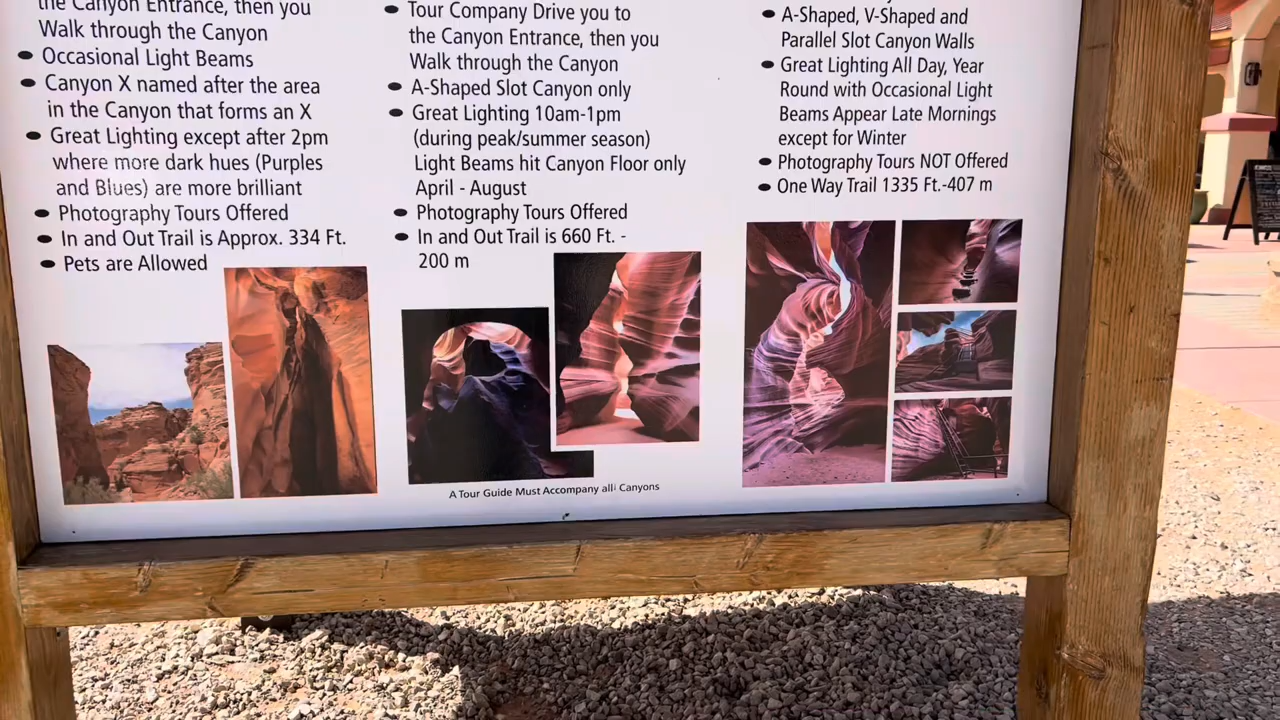 the Canyon Entrance, then you
Walk through the Canyon
Occasional Light Beams
Canyon X named after the area
in the Canyon that forms an X
Great Lighting except after 2pm
where more dark hues (Purples
and Blues) are more brilliant
Photography Tours Offered
In and Out Trail is Approx. 334 Ft.
Pets are Allowed
Tour Company Drive you to
the Canyon Entrance, then you
Walk through the Canyon
A-Shaped Slot Canyon only
Great Lighting 10am-1pm
(during peak/summer season)
Light Beams hit Canyon Floor only
April - August
Photography Tours Offered
In and Out Trail is 660 Ft. -
200 m
A Tour Guide Must Accompany all Canyons
A-Shaped, V-Shaped and
Parallel Slot Canyon Walls
Great Lighting All Day, Year
Round with Occasional Light
Beams Appear Late Mornings
except for Winter
Photography Tours NOT Offered
One Way Trail 1335 Ft.-407 m